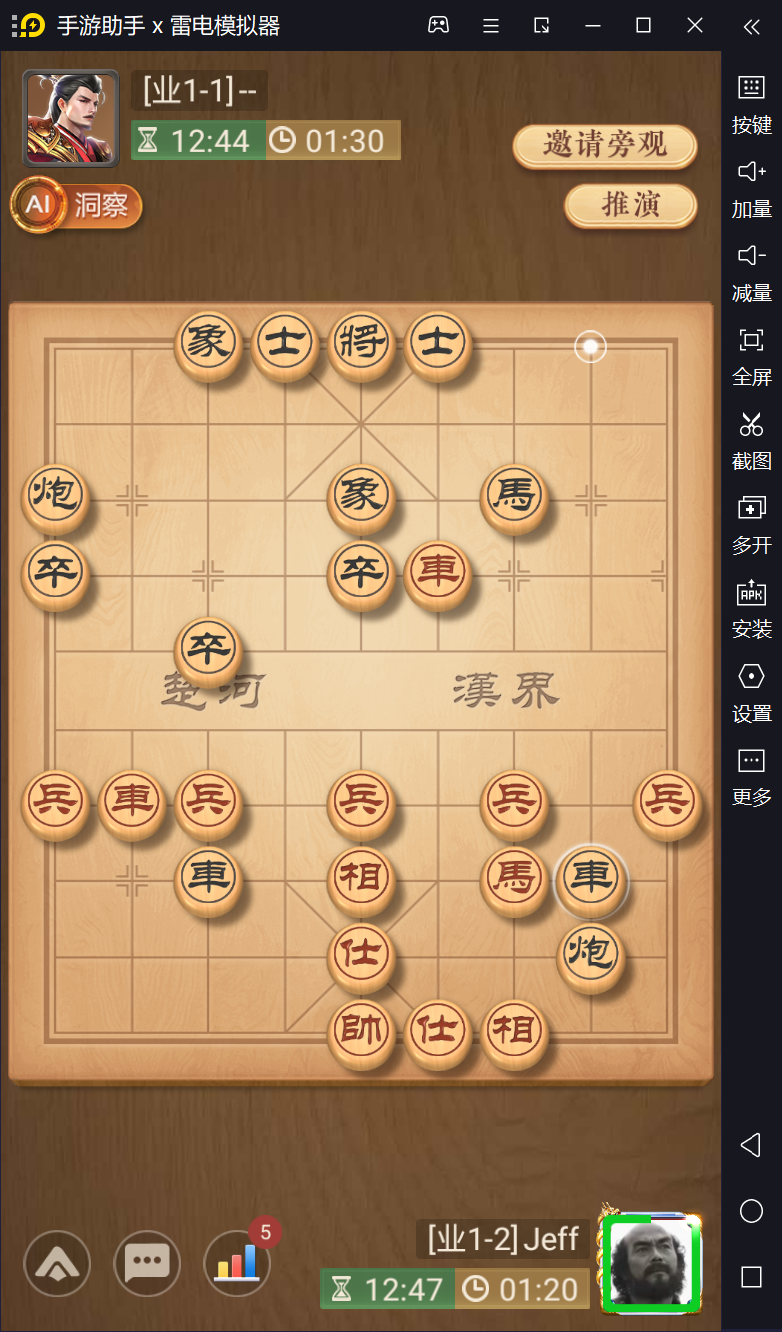 手游助手 x 雷电模拟器
按键
加量
减量
全屏
截图
多开
APK
安装
设置
更多
[业1-1]--
12:44 01:30
邀请旁观
AI 洞察
推演
象 士 將 士
炮 象 馬
卒 卒 車
卒
楚河 漢界
兵 車 兵 兵 兵 兵
車 相 馬 車
仕 炮
帥 仕 相
5
[业1-2]Jeff
12:47 01:20